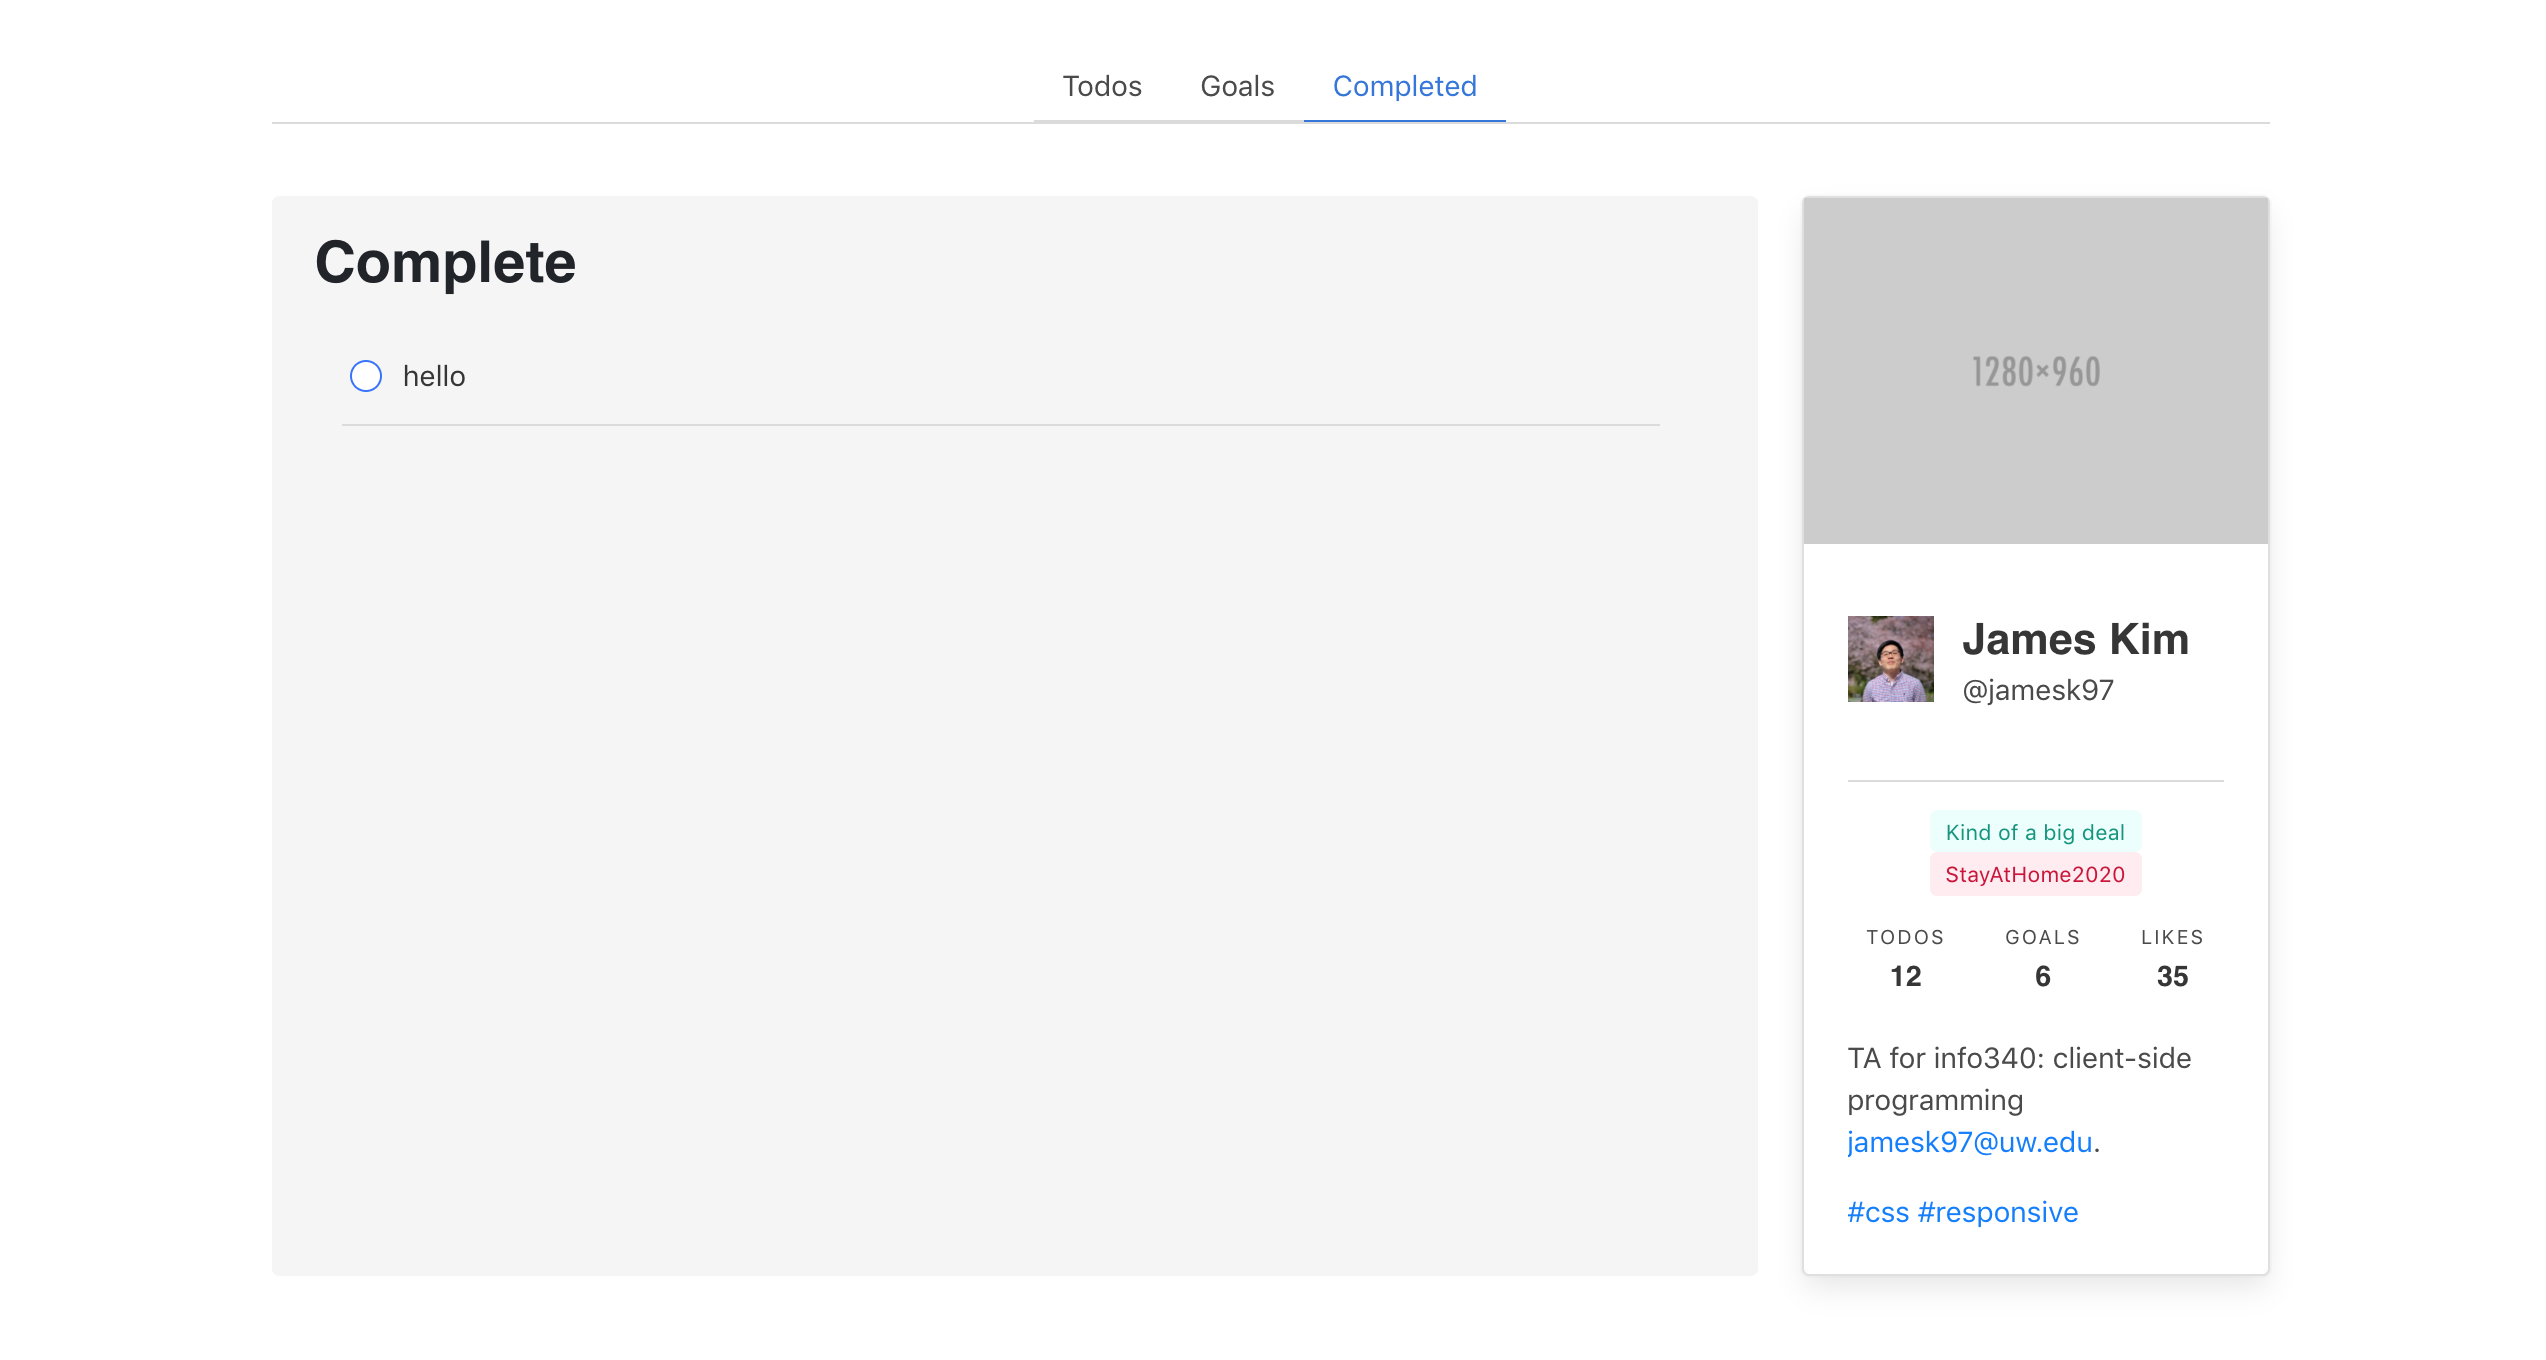 Todos Goals Completed
Complete
hello
1280×960
James Kim
@jamesk97
Kind of a big deal
StayAtHome2020
TODOS GOALS LIKES
12 6 35
TA for info340: client-side
programming
jamesk97@uw.edu.
#css #responsive